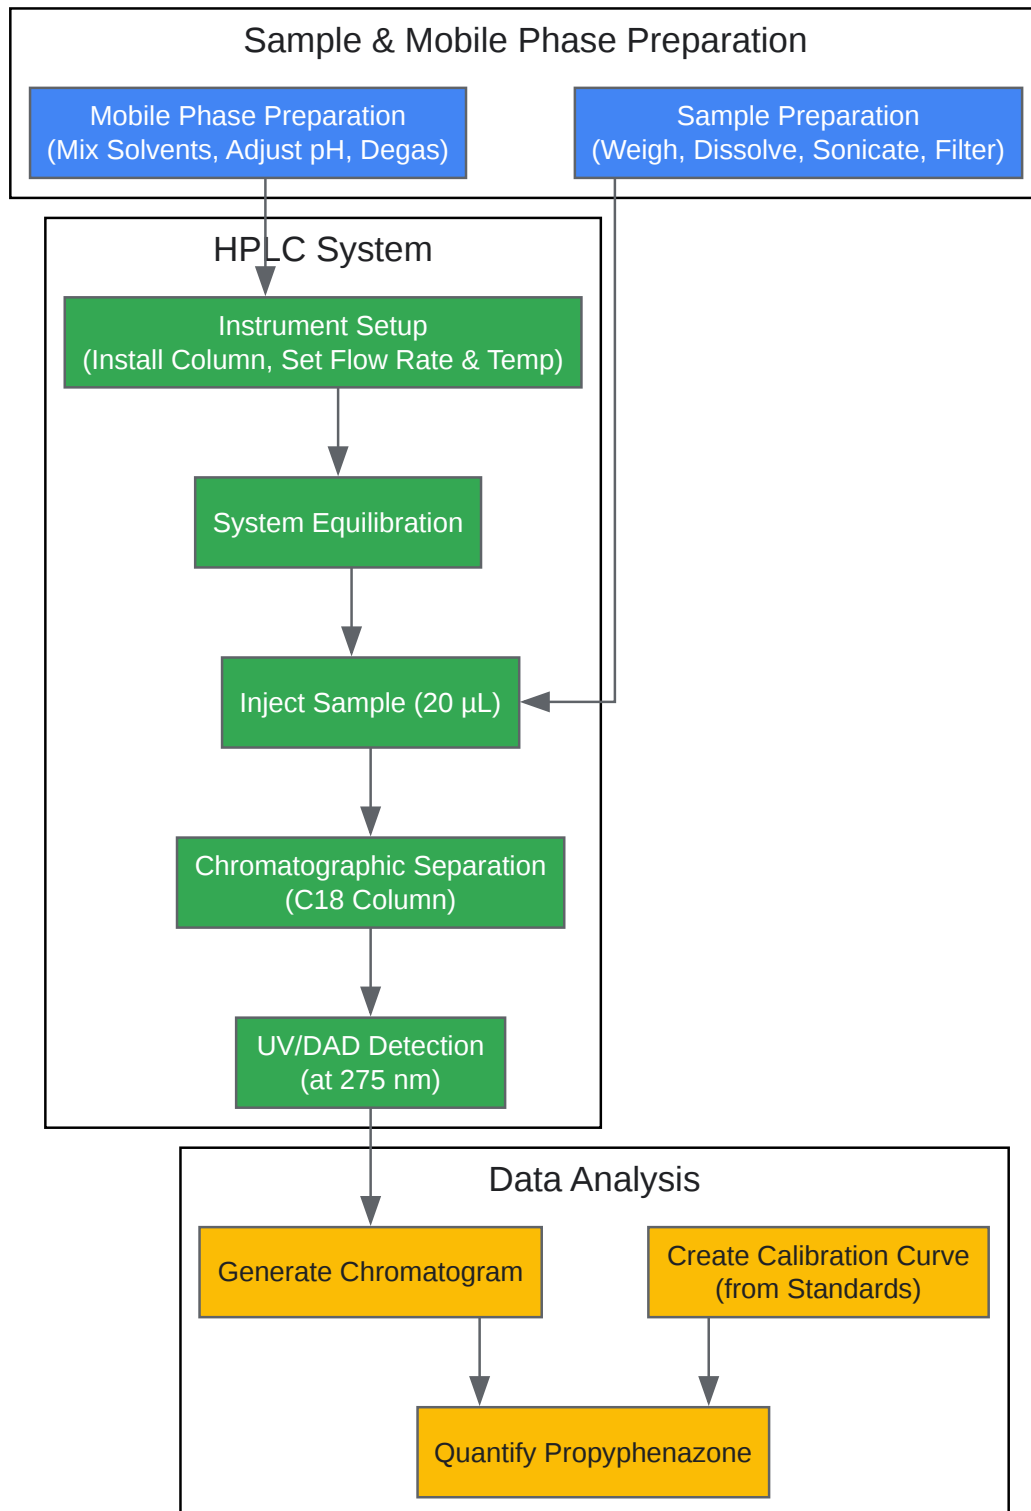 Sample & Mobile Phase Preparation
Mobile Phase Preparation
(Mix Solvents, Adjust pH, Degas)
Sample Preparation
(Weigh, Dissolve, Sonicate, Filter)
HPLC System
Instrument Setup
(Install Column, Set Flow Rate & Temp)
System Equilibration
Inject Sample (20 µL)
Chromatographic Separation
(C18 Column)
UV/DAD Detection
(at 275 nm)
Data Analysis
Generate Chromatogram
Create Calibration Curve
(from Standards)
Quantify Propyphenazone